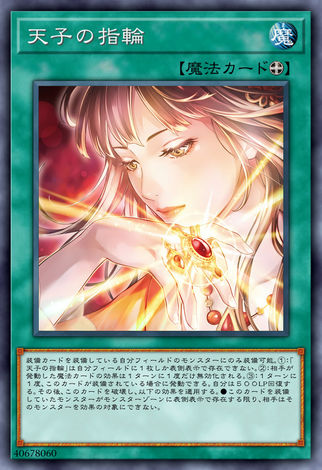 天子の指輪
魔
【魔法カード】
装備カードを装備している自分フィールドのモンスターにのみ装備可能。①:「
天子の指輪」は自分フィールドに1枚しか表側表示で存在できない。②:相手が
発動した魔法カードの効果は1ターンに1度だけ無効化される。③:1ターンに
1度、このカードが装備されている場合に発動できる。自分は500LP回復す
る。その後、このカードを破壊し、以下の効果を適用する。●このカードを装備
していたモンスターがモンスターゾーンに表側表示で存在する限り、相手はそ
のモンスターを効果の対象にできない。
40678060